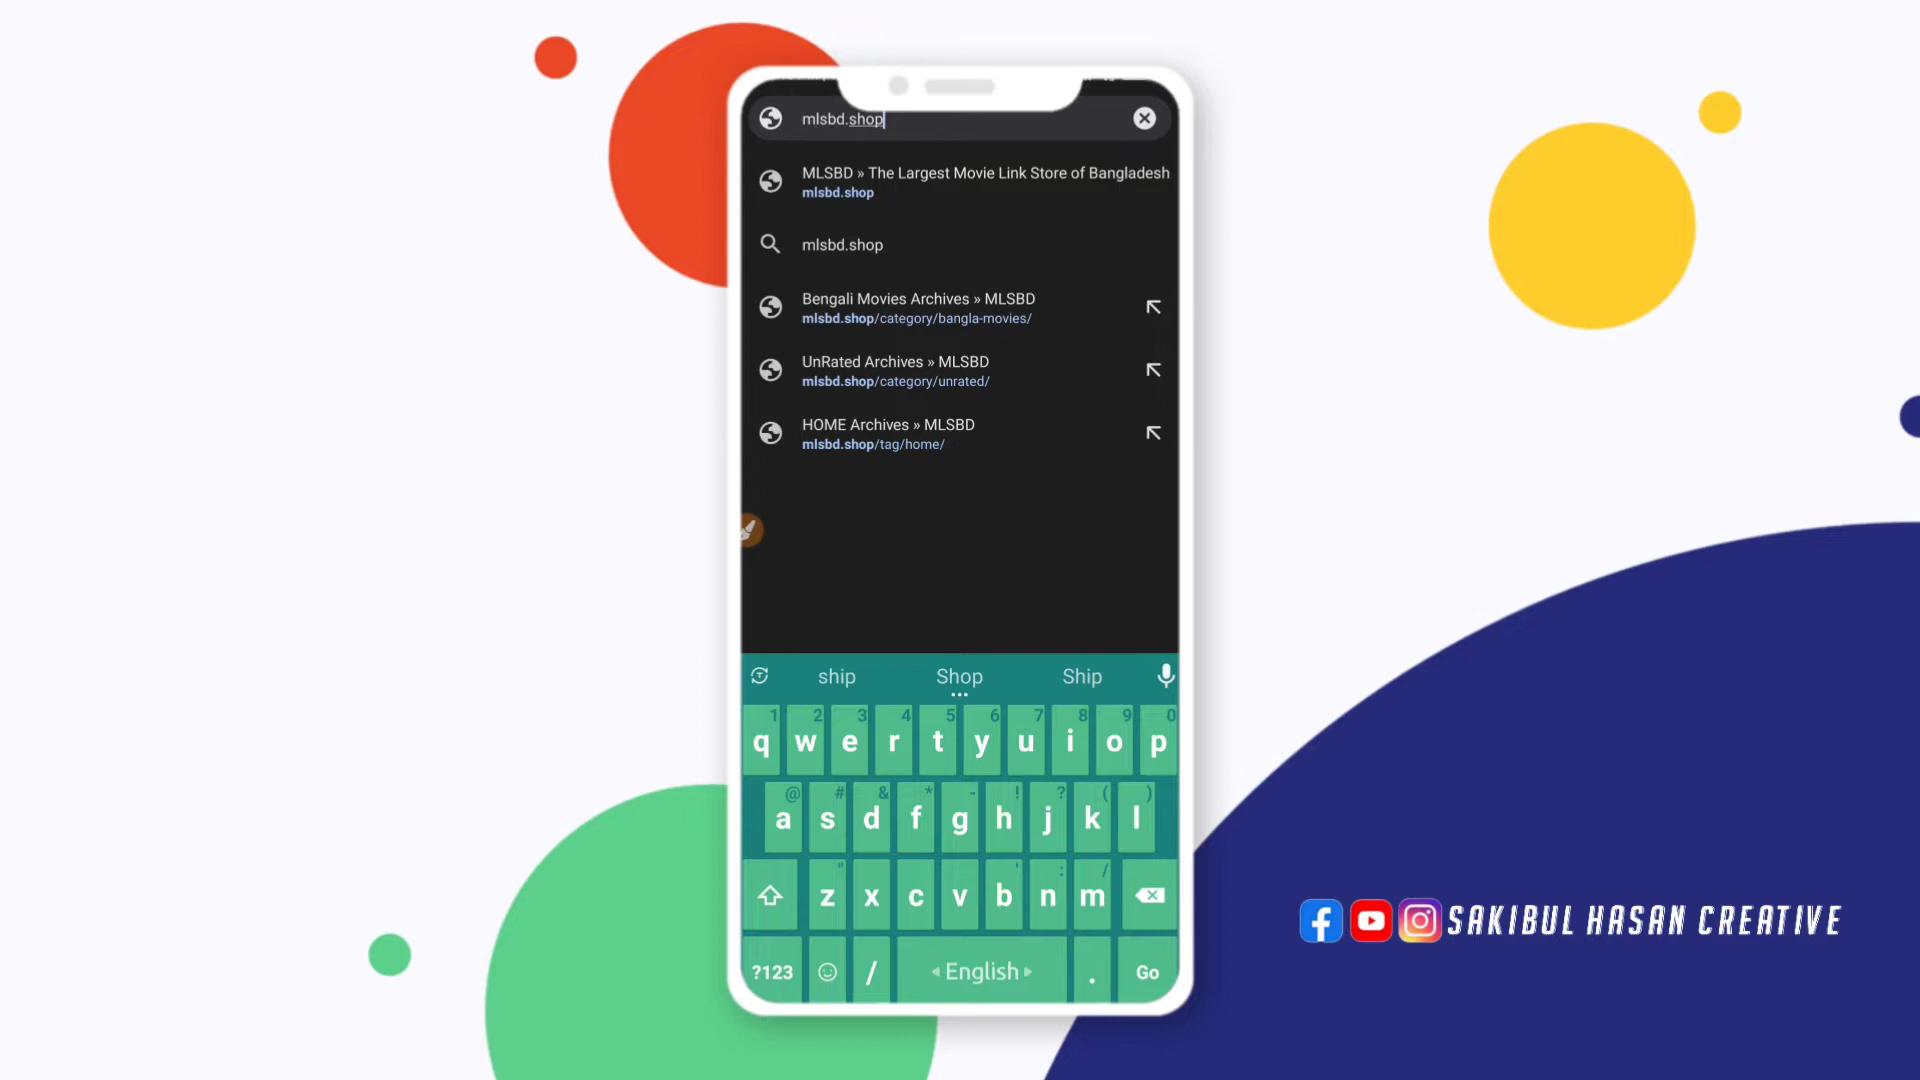 mlsbd.shop
MLSBD » The Largest Movie Link Store of Bangladesh
mlsbd.shop
mlsbd.shop
Bengali Movies Archives » MLSBD
mlsbd.shop/category/bangla-movies/
UnRated Archives » MLSBD
mlsbd.shop/category/unrated/
HOME Archives » MLSBD
mlsbd.shop/tag/home/
ship Shop Ship
1 2 3 4 5 6 7 8 9 0
q w e r t y u i o p
@ # & * - ! ? ( )
a s d f g h j k l
" ' : /
z x c v b n m
?123 / English . Go
SAKIBUL HASAN CREATIVE